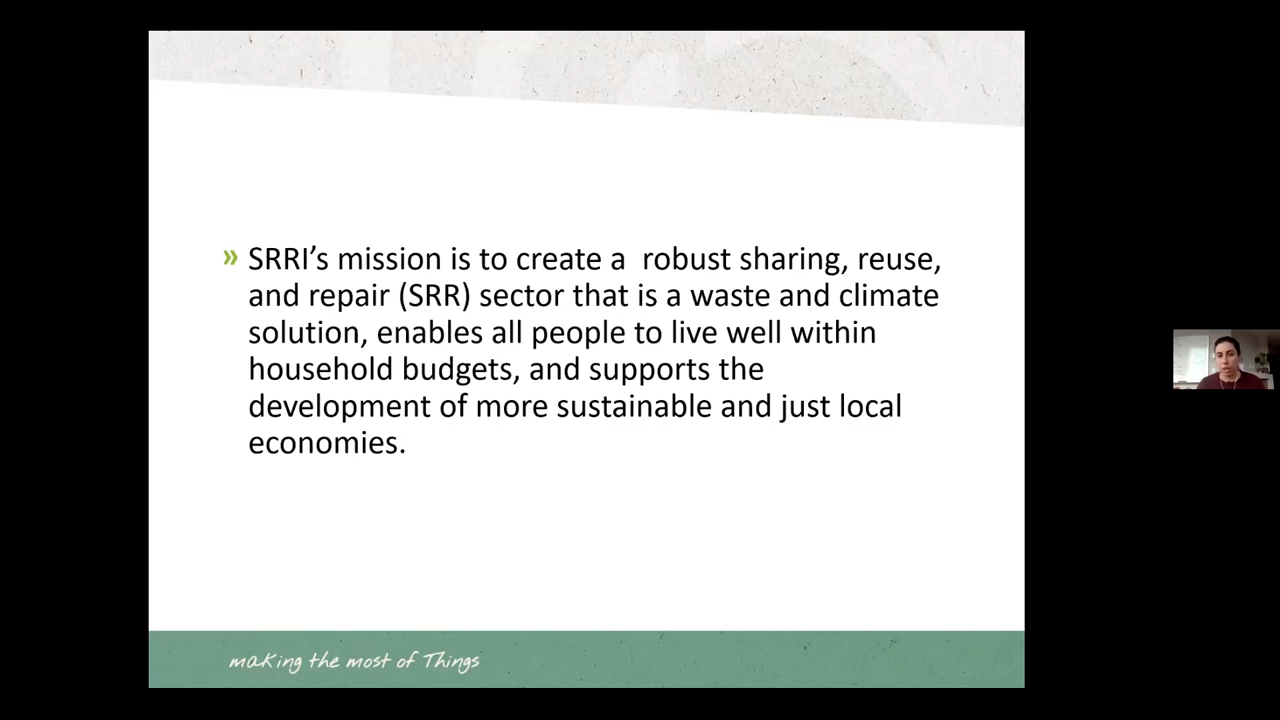 » SRRI’s mission is to create a  robust sharing, reuse,
and repair (SRR) sector that is a waste and climate
solution, enables all people to live well within
household budgets, and supports the
development of more sustainable and just local
economies.
making the most of Things